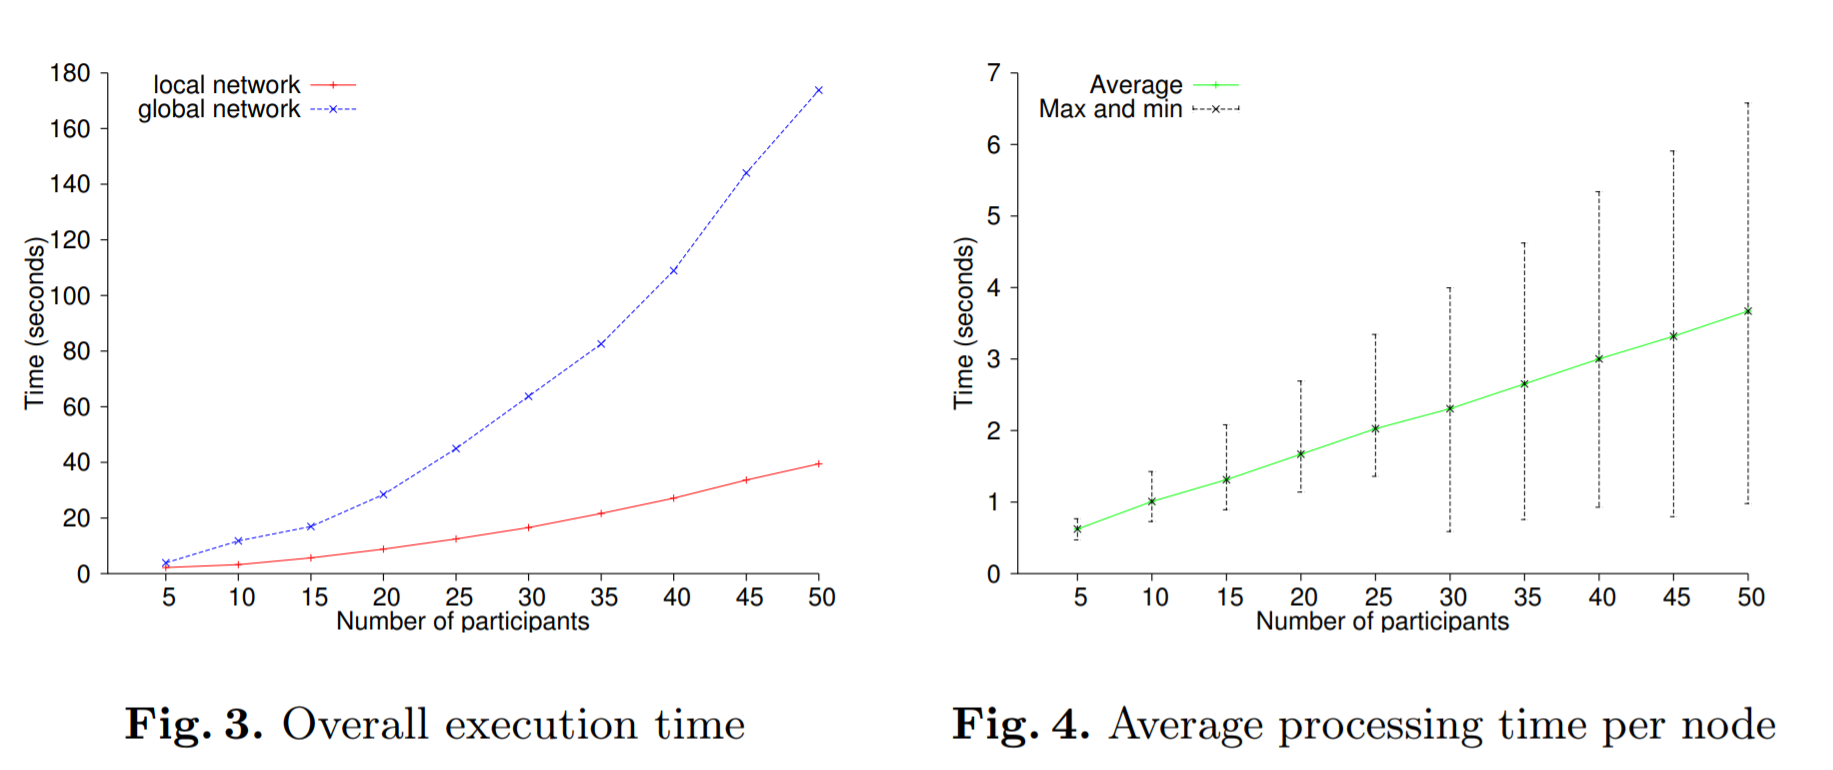 180
160
140
120
100
80
60
40
20
0
Time (seconds)
local network
global network
5 10 15 20 25 30 35 40 45 50
Number of participants
Fig. 3. Overall execution time
7
6
5
4
3
2
1
0
Time (seconds)
Average
Max and min
5 10 15 20 25 30 35 40 45 50
Number of participants
Fig. 4. Average processing time per node